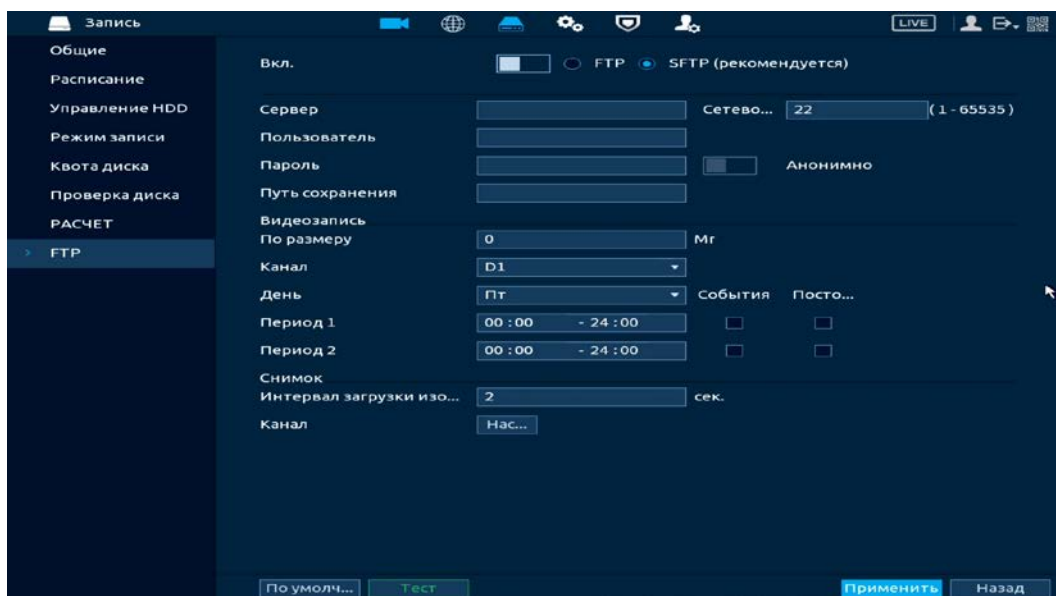 Запись LIVE
Общие
Расписание
Управление HDD
Режим записи
Квота диска
Проверка диска
РАСЧЕТ
FTP
Вкл. FTP SFTP (рекомендуется)
Сервер Сетево... 22 (1-65535)
Пользователь
Пароль Анонимно
Путь сохранения
Видеозапись
По размеру 0 Мг
Канал D1
День Пт События Посто...
Период 1 00:00 - 24:00
Период 2 00:00 - 24:00
Снимок
Интервал загрузки изо... 2 сек.
Канал Нас...
По умолч... Тест Применить Назад